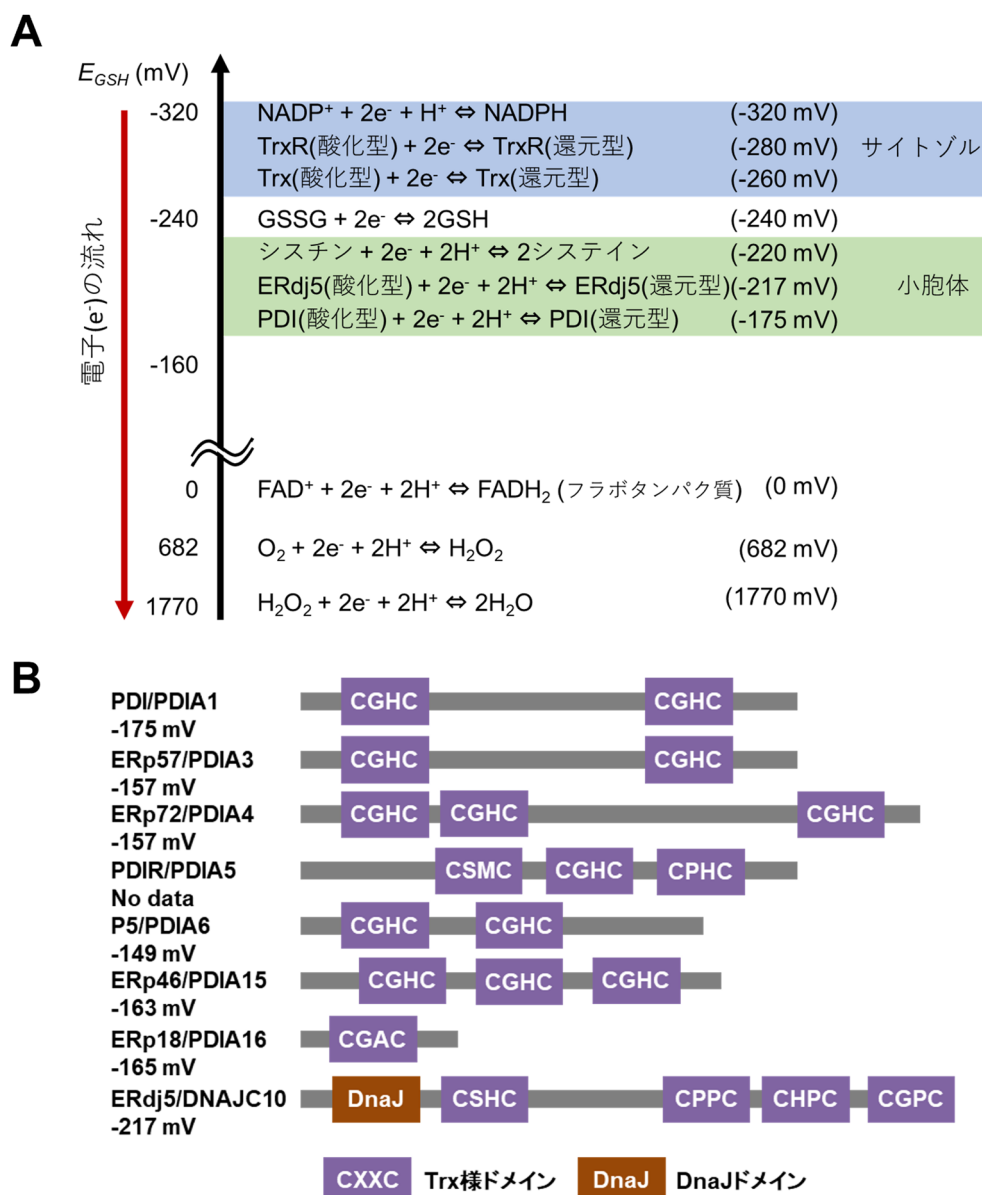 A
E_GSH (mV)
電子(e⁻)の流れ
-320
NADP⁺ + 2e⁻ + H⁺ ⇔ NADPH (-320 mV)
TrxR(酸化型) + 2e⁻ ⇔ TrxR(還元型) (-280 mV) サイトゾル
Trx(酸化型) + 2e⁻ ⇔ Trx(還元型) (-260 mV)
-240 GSSG + 2e⁻ ⇔ 2GSH (-240 mV)
シスチン + 2e⁻ + 2H⁺ ⇔ 2システイン (-220 mV)
ERdj5(酸化型) + 2e⁻ + 2H⁺ ⇔ ERdj5(還元型)(-217 mV) 小胞体
PDI(酸化型) + 2e⁻ + 2H⁺ ⇔ PDI(還元型) (-175 mV)
-160
0 FAD⁺ + 2e⁻ + 2H⁺ ⇔ FADH₂ (フラボタンパク質) (0 mV)
682 O₂ + 2e⁻ + 2H⁺ ⇔ H₂O₂ (682 mV)
1770 H₂O₂ + 2e⁻ + 2H⁺ ⇔ 2H₂O (1770 mV)
B
PDI/PDIA1 CGHC CGHC
-175 mV
ERp57/PDIA3 CGHC CGHC
-157 mV
ERp72/PDIA4 CGHC CGHC CGHC
-157 mV
PDIR/PDIA5 CSMC CGHC CPHC
No data
P5/PDIA6 CGHC CGHC
-149 mV
ERp46/PDIA15 CGHC CGHC CGHC
-163 mV
ERp18/PDIA16 CGAC
-165 mV
ERdj5/DNAJC10 DnaJ CSHC CPPC CHPC CGPC
-217 mV
CXXC Trx様ドメイン DnaJ DnaJドメイン